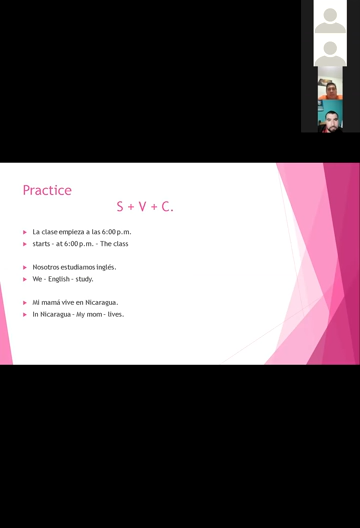 Practice
S + V + C.
La clase empieza a las 6:00 p.m.
starts - at 6:00 p.m. - The class
Nosotros estudiamos inglés.
We - English - study.
Mi mamá vive en Nicaragua.
In Nicaragua - My mom - lives.